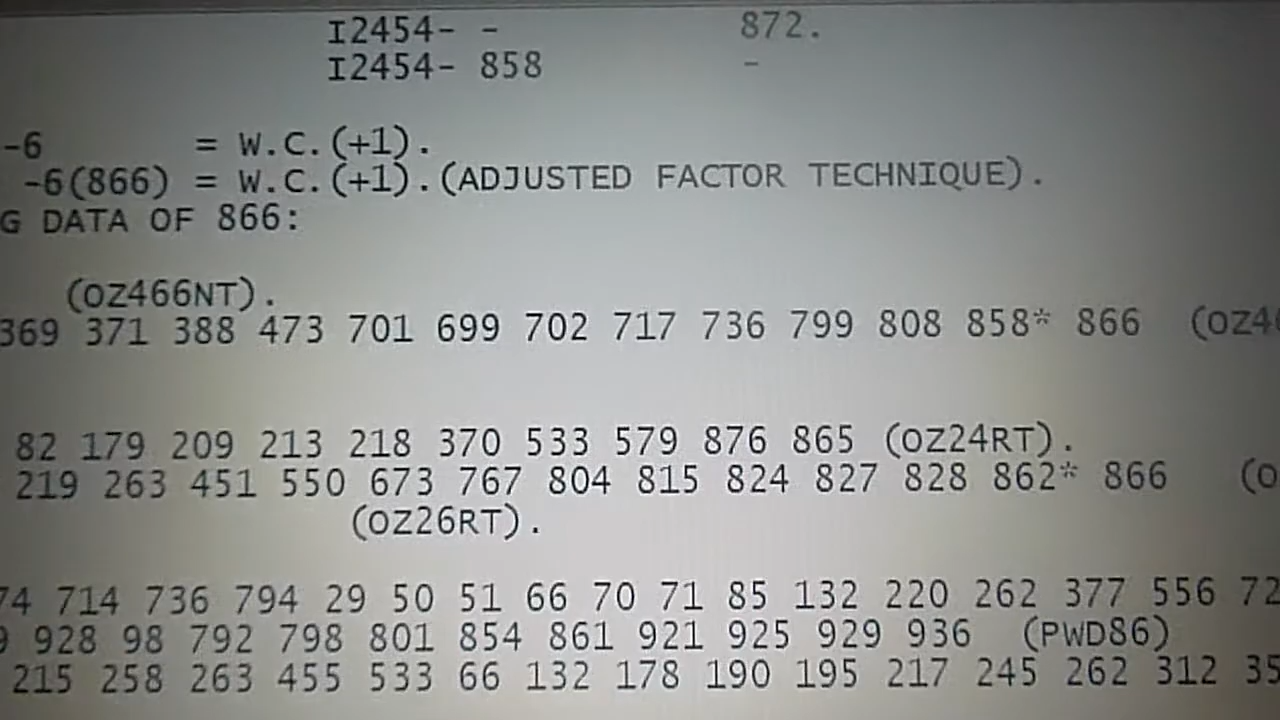 I2454- - 872.
I2454- 858 -
-6 = W.C.(+1).
-6(866) = W.C.(+1).(ADJUSTED FACTOR TECHNIQUE).
G DATA OF 866:
(OZ466NT).
369 371 388 473 701 699 702 717 736 799 808 858* 866 (OZ4
82 179 209 213 218 370 533 579 876 865 (OZ24RT).
219 263 451 550 673 767 804 815 824 827 828 862* 866 (O
(OZ26RT).
74 714 736 794 29 50 51 66 70 71 85 132 220 262 377 556 72
9 928 98 792 798 801 854 861 921 925 929 936 (PWD86)
215 258 263 455 533 66 132 178 190 195 217 245 262 312 35